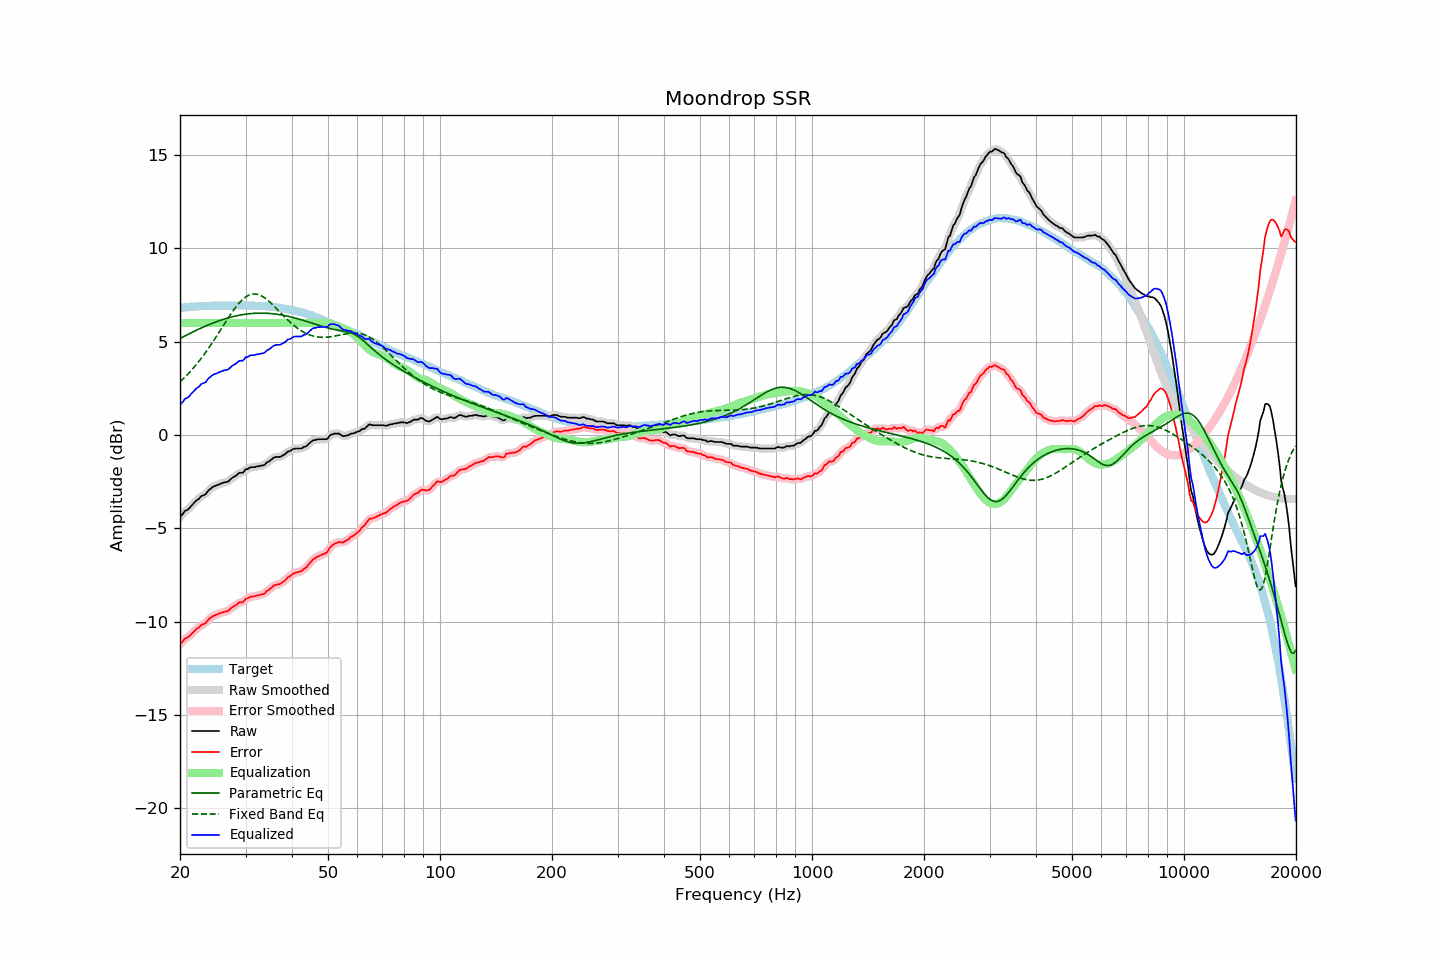 Moondrop SSR
Amplitude (dBr)
15
10
5
0
−5
−10
−15
−20
Target
Raw Smoothed
Error Smoothed
Raw
Error
Equalization
Parametric Eq
Fixed Band Eq
Equalized
20 50 100 200 500 1000 2000 5000 10000 20000
Frequency (Hz)